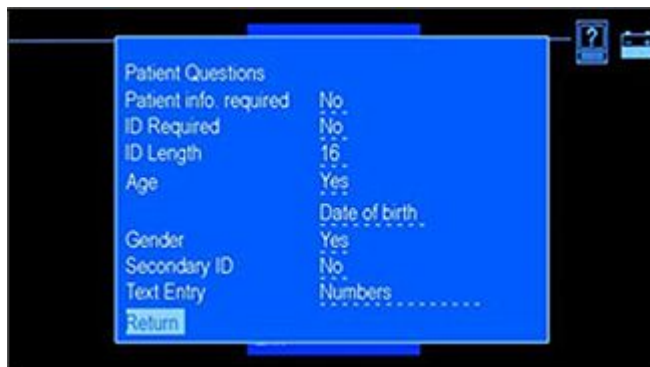 Patient Questions
Patient info. required No
ID Required No
ID Length 16
Age Yes
Date of birth
Gender Yes
Secondary ID No
Text Entry Numbers
Return